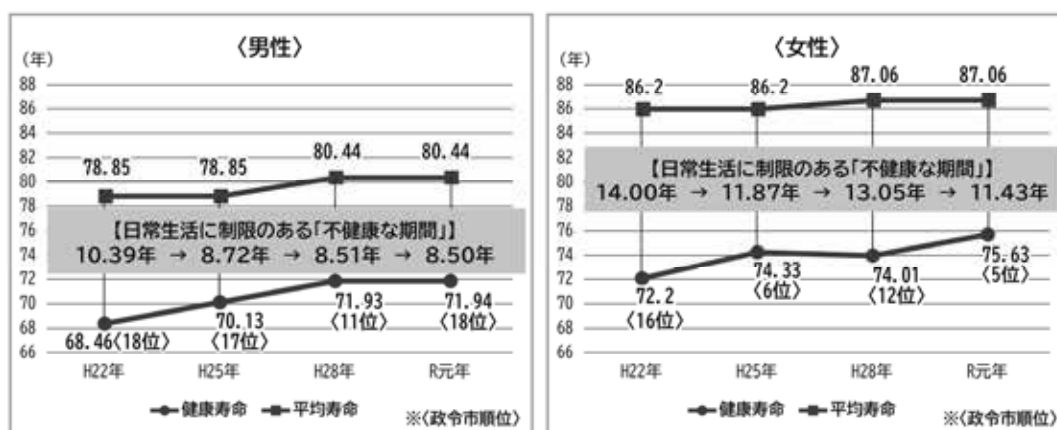 〈男性〉
(年)
88
86
84
82
80
78
76
74
72
70
68
66
78.85
78.85
80.44
80.44
【日常生活に制限のある「不健康な期間」】
10.39年 → 8.72年 → 8.51年 → 8.50年
68.46〈18位〉
70.13
〈17位〉
71.93
〈11位〉
71.94
〈18位〉
H22年
H25年
H28年
R元年
健康寿命
平均寿命
※〈政令市順位〉
〈女性〉
(年)
88
86
84
82
80
78
76
74
72
70
68
66
86.2
86.2
87.06
87.06
【日常生活に制限のある「不健康な期間」】
14.00年 → 11.87年 → 13.05年 → 11.43年
72.2
〈16位〉
74.33
〈6位〉
74.01
〈12位〉
75.63
〈5位〉
H22年
H25年
H28年
R元年
健康寿命
平均寿命
※〈政令市順位〉